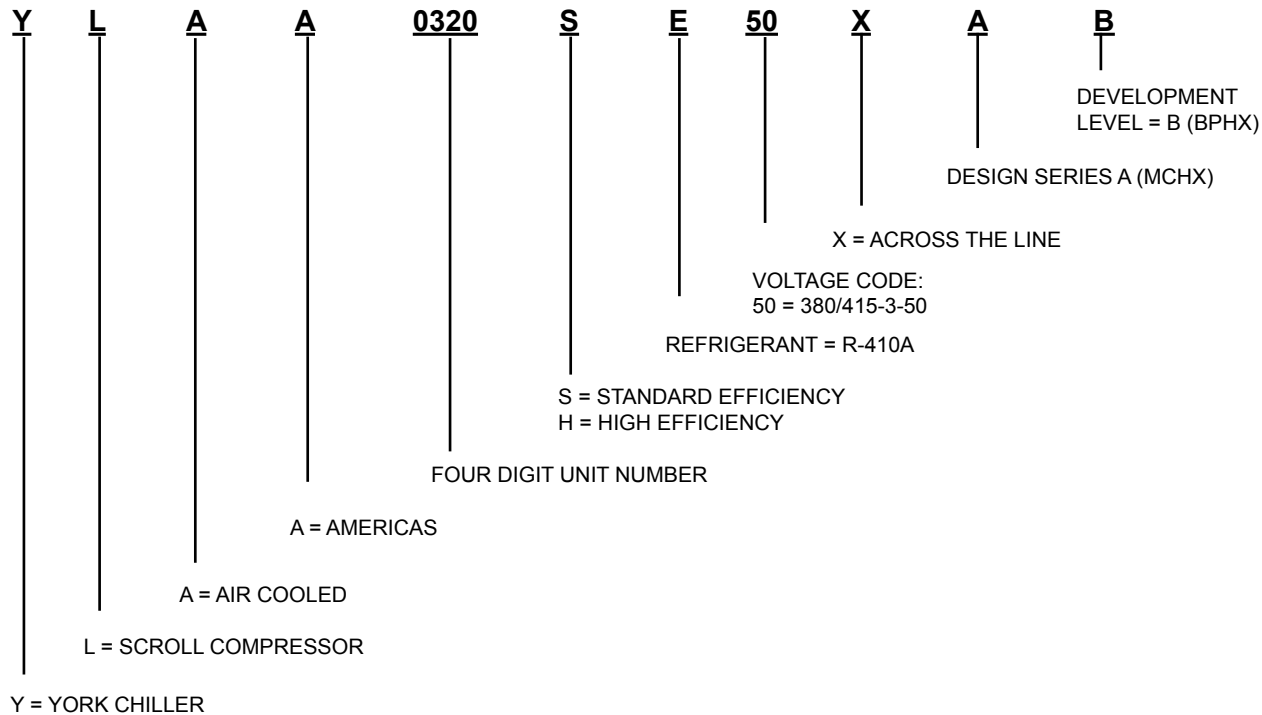 Y L A A 0320 S E 50 X A B
DEVELOPMENT
LEVEL = B (BPHX)
DESIGN SERIES A (MCHX)
X = ACROSS THE LINE
VOLTAGE CODE:
50 = 380/415-3-50
REFRIGERANT = R-410A
S = STANDARD EFFICIENCY
H = HIGH EFFICIENCY
FOUR DIGIT UNIT NUMBER
A = AMERICAS
A = AIR COOLED
L = SCROLL COMPRESSOR
Y = YORK CHILLER